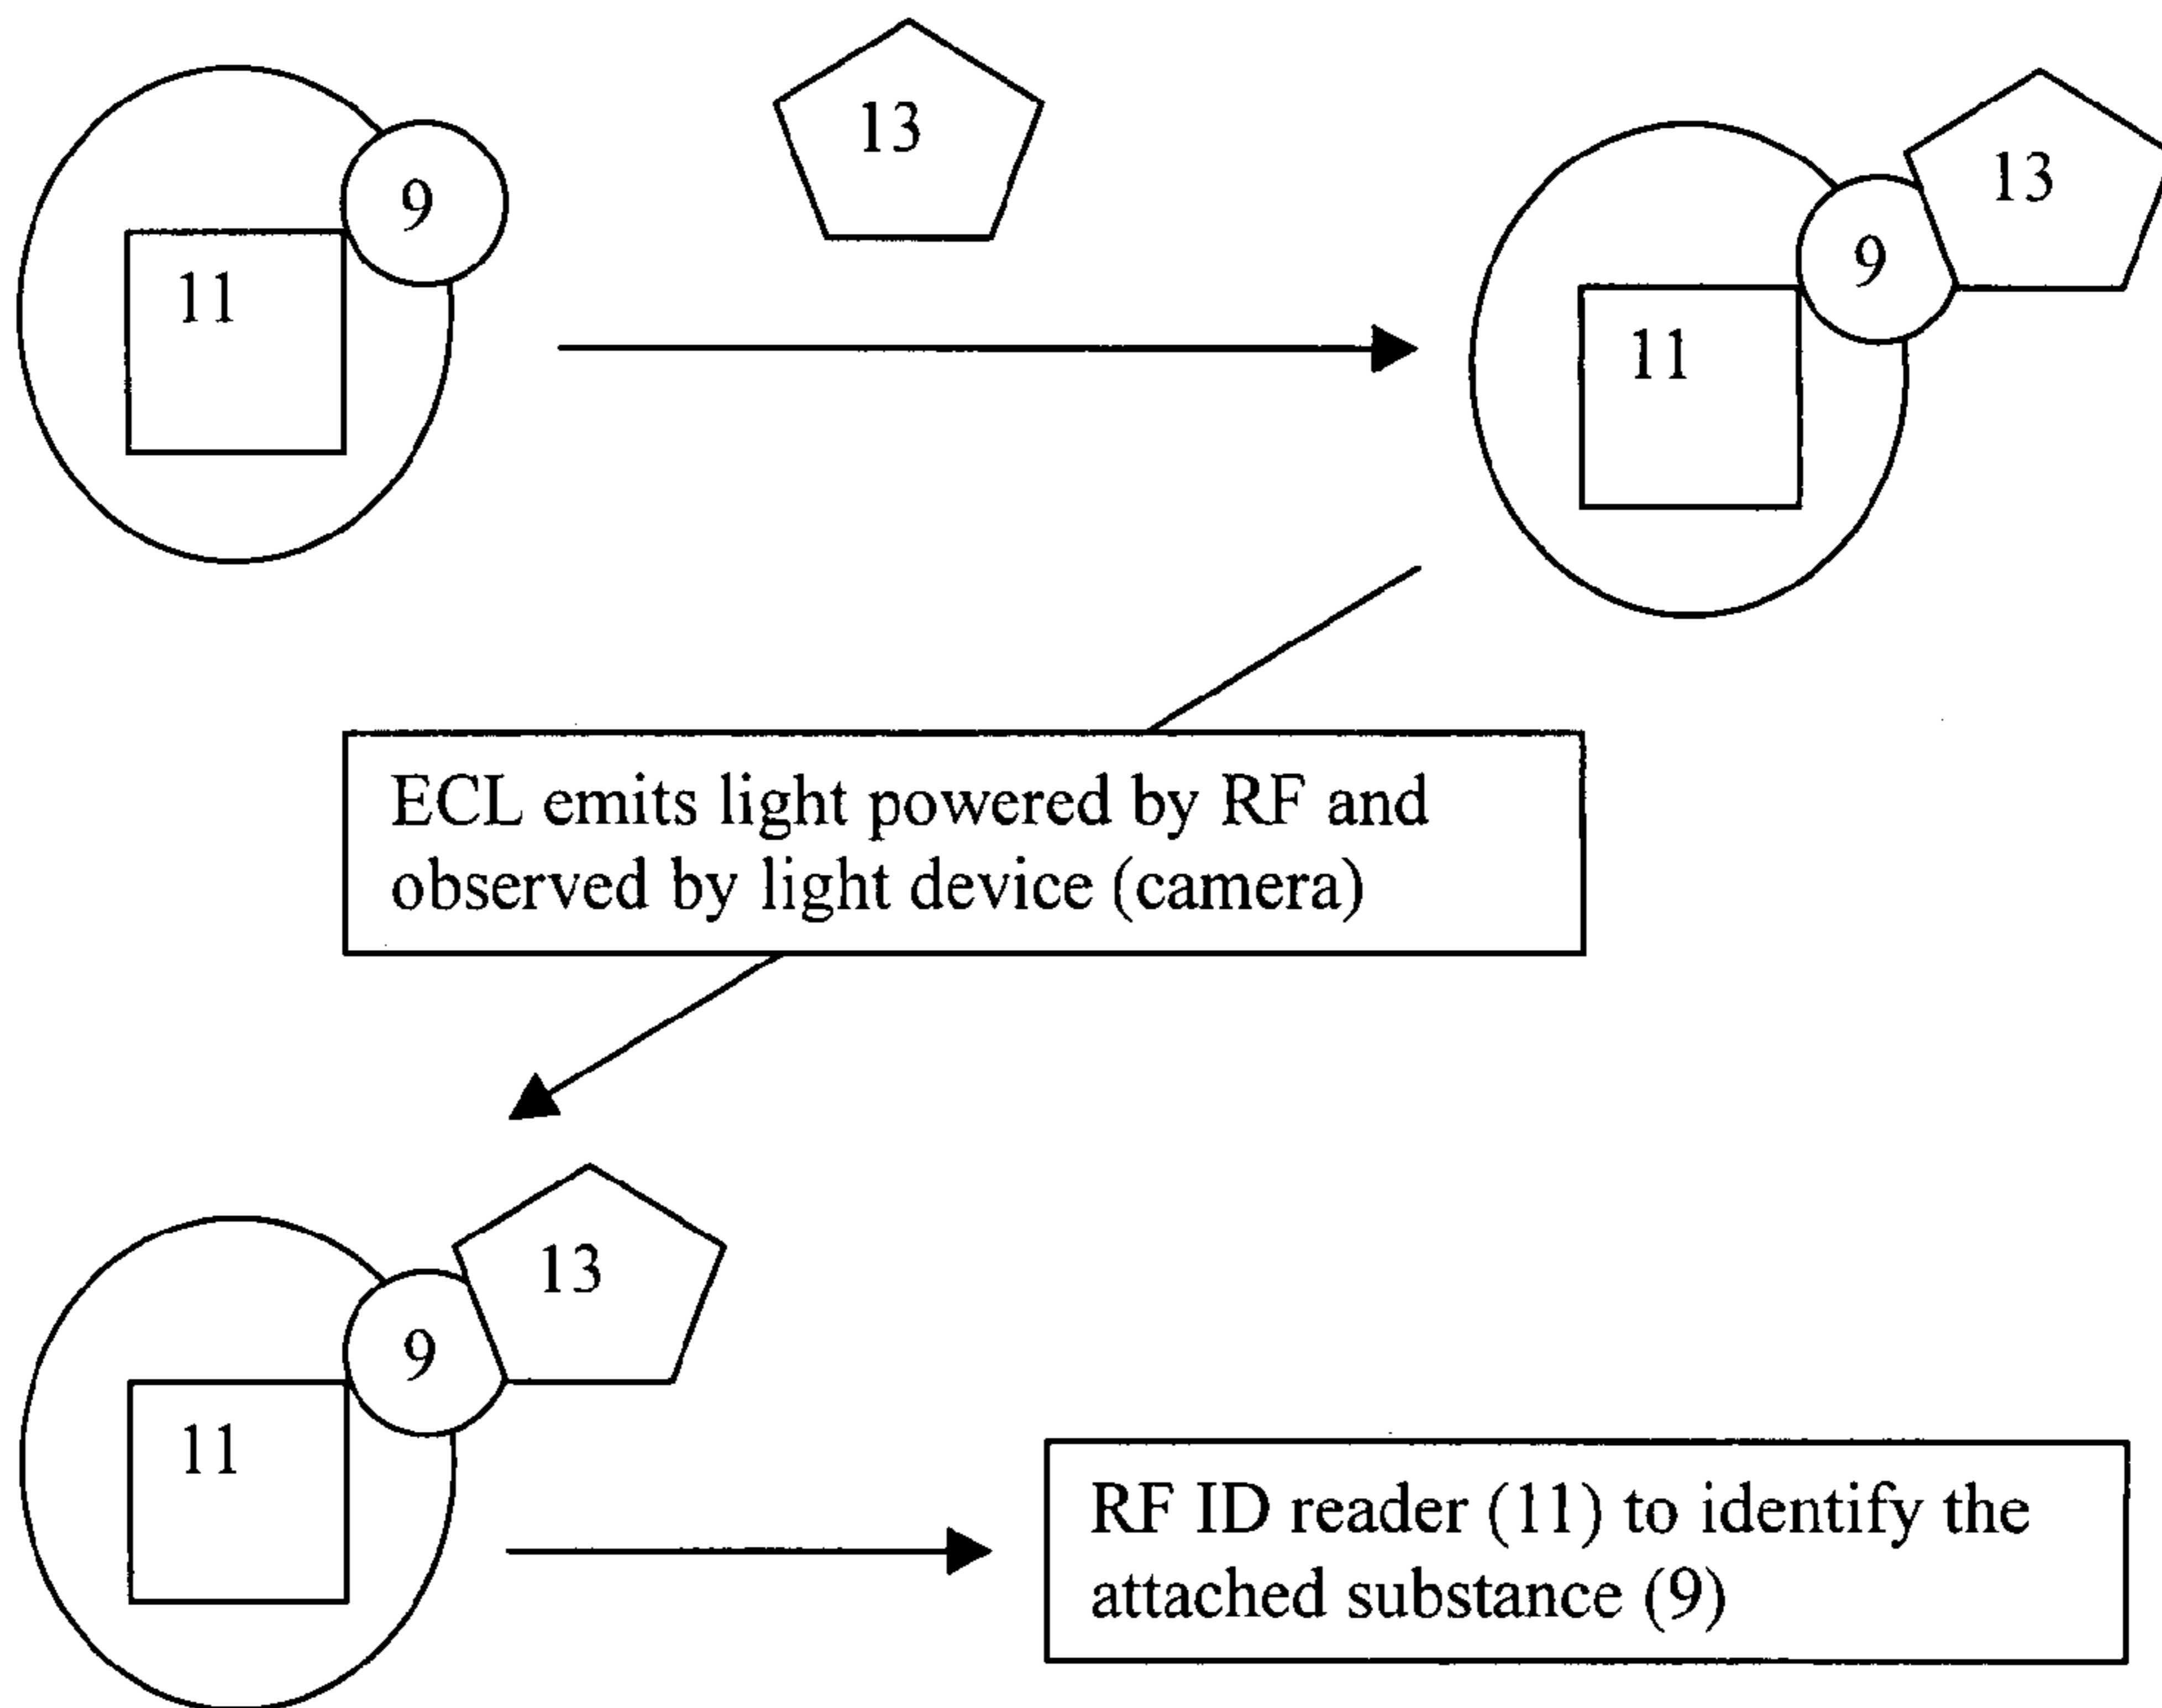 13
9
11
13
9
11
ECL emits light powered by RF and
observed by light device (camera)
13
9
11
RF ID reader (11) to identify the
attached substance (9)